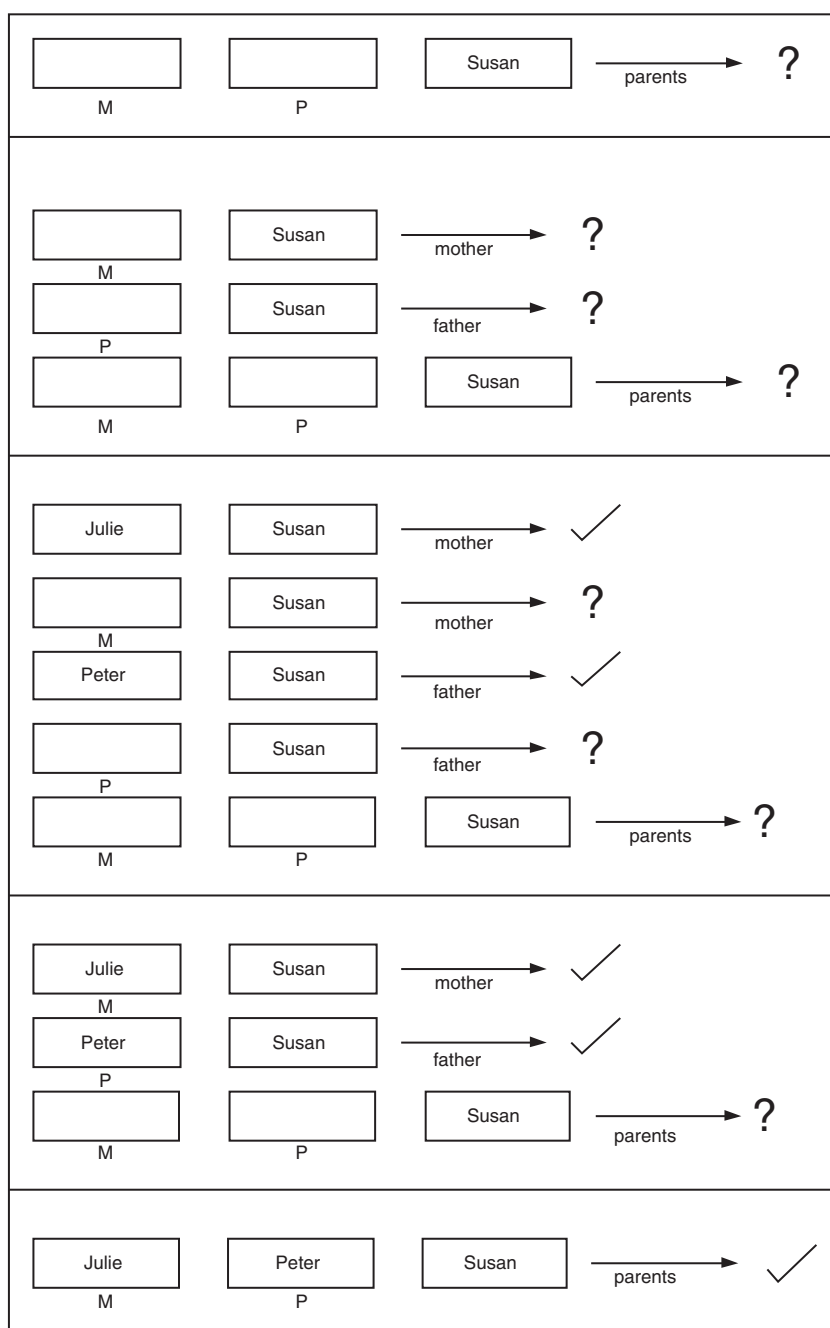 Susan ?
parents
M P
Susan ?
mother
M
Susan ?
father
P
Susan ?
parents
M P
Julie Susan
mother
Susan ?
mother
M
Peter Susan
father
Susan ?
father
P
Susan ?
parents
M P
Julie Susan
mother
M
Peter Susan
father
P
Susan ?
parents
M P
Julie Peter Susan
parents
M P